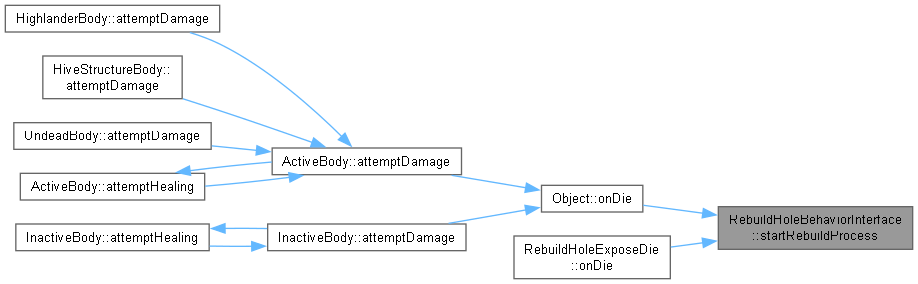 HighlanderBody::attemptDamage
HiveStructureBody::
attemptDamage
UndeadBody::attemptDamage
ActiveBody::attemptDamage
ActiveBody::attemptHealing
Object::onDie
RebuildHoleBehaviorInterface
::startRebuildProcess
InactiveBody::attemptHealing
InactiveBody::attemptDamage
RebuildHoleExposeDie
::onDie